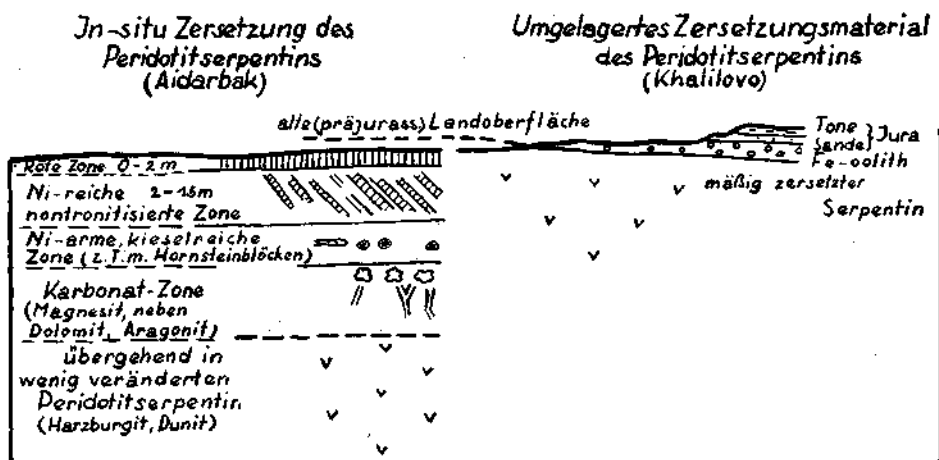 In-situ Zersetzung des
Peridotitserpentins
(Aidarbak)
Umgelagertes Zersetzungsmaterial
des Peridotitserpentins
(Khalilovo)
alte (präjurass) Landoberfläche
Tone
Sande } Jura
Fe-oolith
mäßig zersetzter
Serpentin
Rote Zone 0-2 m
Ni-reiche 2-15m
nontronitisierte Zone
Ni-arme, kieselreiche
Zone (z.T.m. Hornsteinblöcken)
Karbonat-Zone
(Magnesit, neben
Dolomit, Aragonit)
übergehend in
wenig veränderten
Peridotitserpentin
(Harzburgit, Dunit)